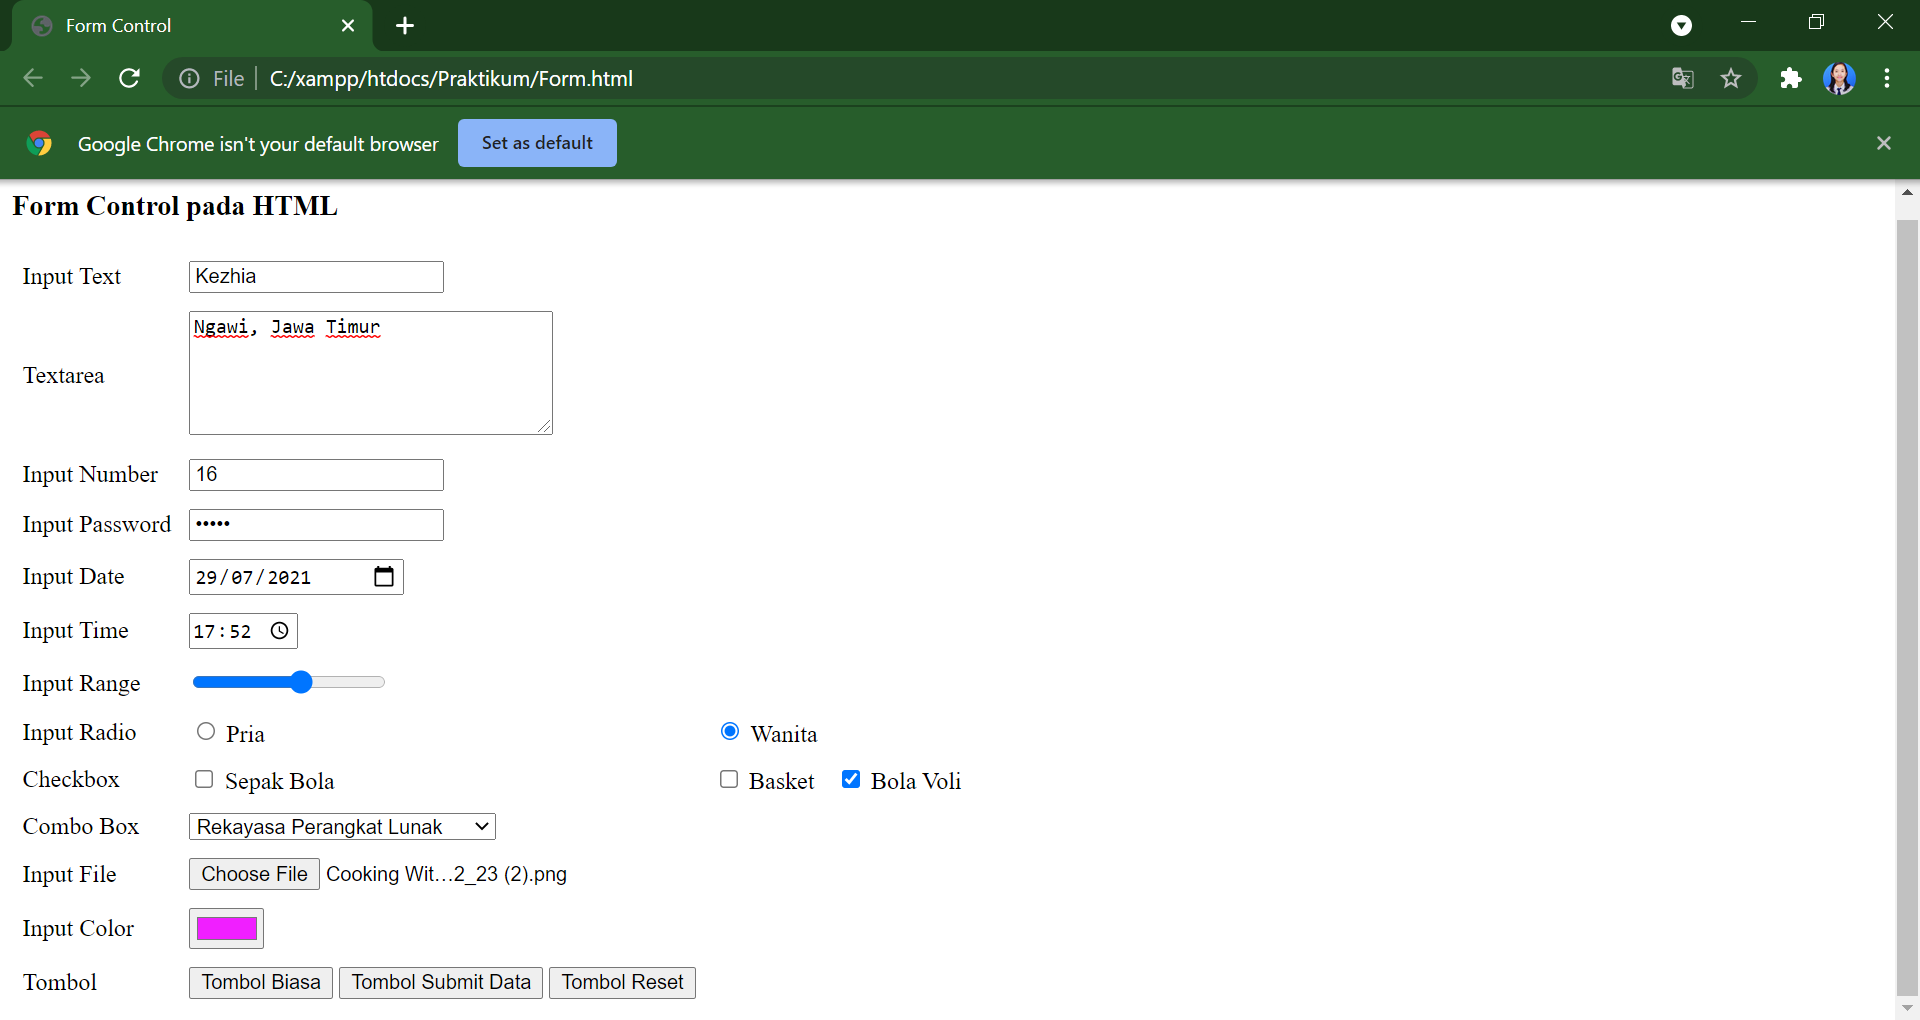 Form Control
File C:/xampp/htdocs/Praktikum/Form.html
Google Chrome isn't your default browser Set as default
Form Control pada HTML
Input Text Kezhia
Textarea Ngawi, Jawa Timur
Input Number 16
Input Password •••••
Input Date 29/07/2021
Input Time 17:52
Input Range
Input Radio Pria Wanita
Checkbox Sepak Bola Basket Bola Voli
Combo Box Rekayasa Perangkat Lunak
Input File Choose File Cooking Wit...2_23 (2).png
Input Color
Tombol Tombol Biasa Tombol Submit Data Tombol Reset